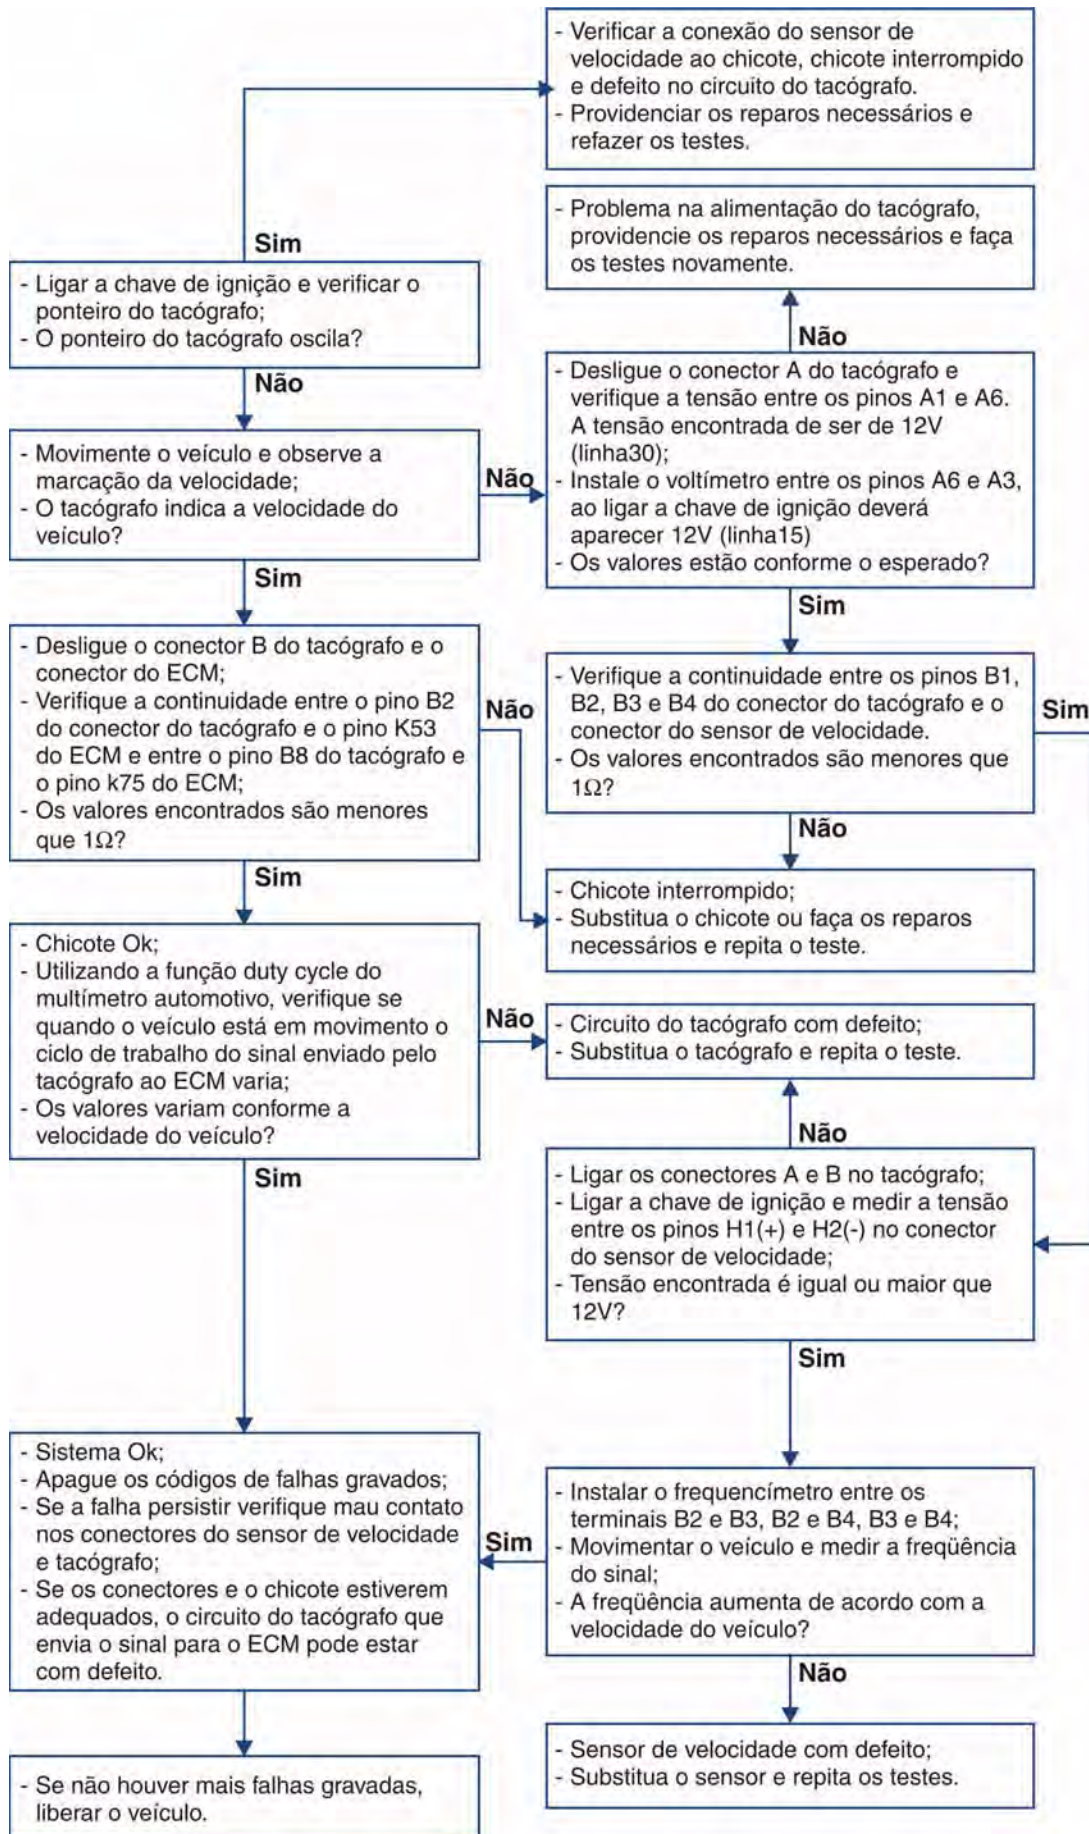 - Verificar a conexão do sensor de
velocidade ao chicote, chicote interrompido
e defeito no circuito do tacógrafo.
- Providenciar os reparos necessários e
refazer os testes.
- Problema na alimentação do tacógrafo,
providencie os reparos necessários e faça
os testes novamente.
Sim
- Ligar a chave de ignição e verificar o
ponteiro do tacógrafo;
- O ponteiro do tacógrafo oscila?
Não
Não
- Desligue o conector A do tacógrafo e
verifique a tensão entre os pinos A1 e A6.
A tensão encontrada de ser de 12V
(linha30);
- Instale o voltímetro entre os pinos A6 e A3,
ao ligar a chave de ignição deverá
aparecer 12V (linha15)
- Os valores estão conforme o esperado?
- Movimente o veículo e observe a
marcação da velocidade;
- O tacógrafo indica a velocidade do
veículo?
Não
Sim
Sim
- Desligue o conector B do tacógrafo e o
conector do ECM;
- Verifique a continuidade entre o pino B2
do conector do tacógrafo e o pino K53
do ECM e entre o pino B8 do tacógrafo e
o pino k75 do ECM;
- Os valores encontrados são menores
que 1Ω?
Não
- Verifique a continuidade entre os pinos B1,
B2, B3 e B4 do conector do tacógrafo e o
conector do sensor de velocidade.
- Os valores encontrados são menores que
1Ω?
Sim
Não
Sim
- Chicote interrompido;
- Substitua o chicote ou faça os reparos
necessários e repita o teste.
- Chicote Ok;
- Utilizando a função duty cycle do
multímetro automotivo, verifique se
quando o veículo está em movimento o
ciclo de trabalho do sinal enviado pelo
tacógrafo ao ECM varia;
- Os valores variam conforme a
velocidade do veículo?
Não
- Circuito do tacógrafo com defeito;
- Substitua o tacógrafo e repita o teste.
Não
Sim
- Ligar os conectores A e B no tacógrafo;
- Ligar a chave de ignição e medir a tensão
entre os pinos H1(+) e H2(-) no conector
do sensor de velocidade;
- Tensão encontrada é igual ou maior que
12V?
Sim
- Sistema Ok;
- Apague os códigos de falhas gravados;
- Se a falha persistir verifique mau contato
nos conectores do sensor de velocidade
e tacógrafo;
- Se os conectores e o chicote estiverem
adequados, o circuito do tacógrafo que
envia o sinal para o ECM pode estar
com defeito.
Sim
- Instalar o frequencímetro entre os
terminais B2 e B3, B2 e B4, B3 e B4;
- Movimentar o veículo e medir a freqüência
do sinal;
- A freqüência aumenta de acordo com a
velocidade do veículo?
Não
- Sensor de velocidade com defeito;
- Substitua o sensor e repita os testes.
- Se não houver mais falhas gravadas,
liberar o veículo.